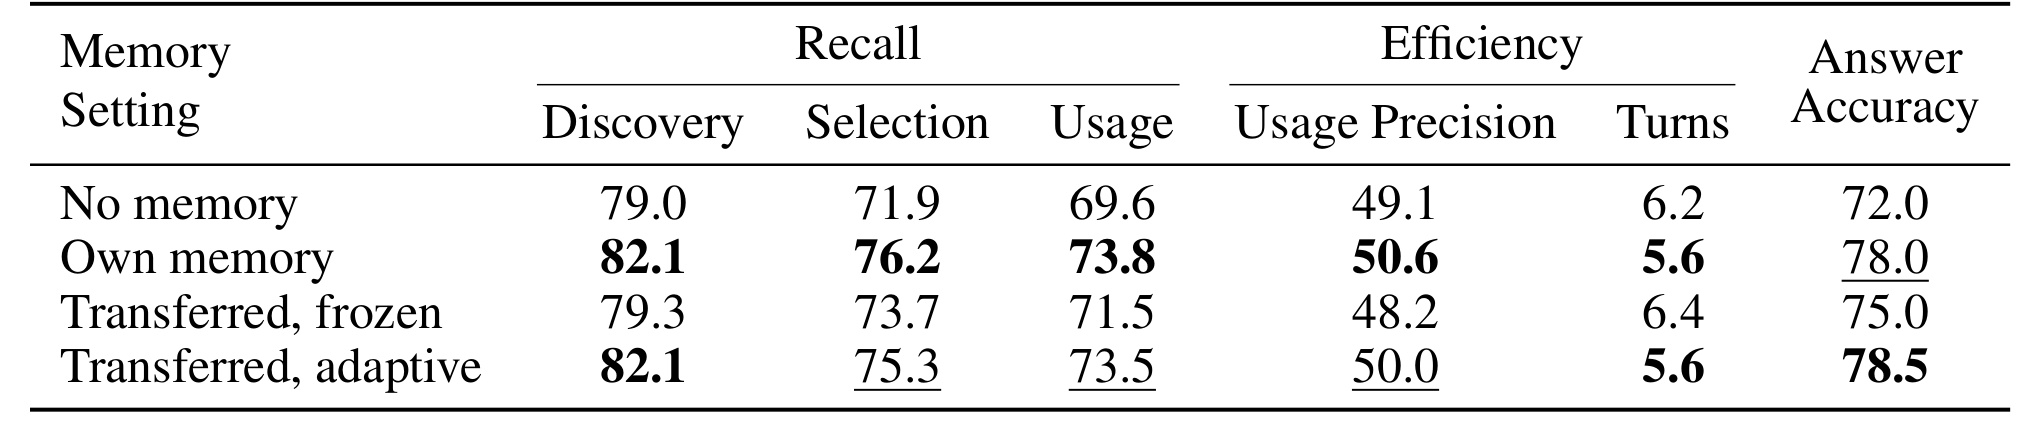 Memory Setting Recall Efficiency Answer Accuracy
Discovery Selection Usage Usage Precision Turns
No memory 79.0 71.9 69.6 49.1 6.2 72.0
Own memory 82.1 76.2 73.8 50.6 5.6 78.0
Transferred, frozen 79.3 73.7 71.5 48.2 6.4 75.0
Transferred, adaptive 82.1 75.3 73.5 50.0 5.6 78.5